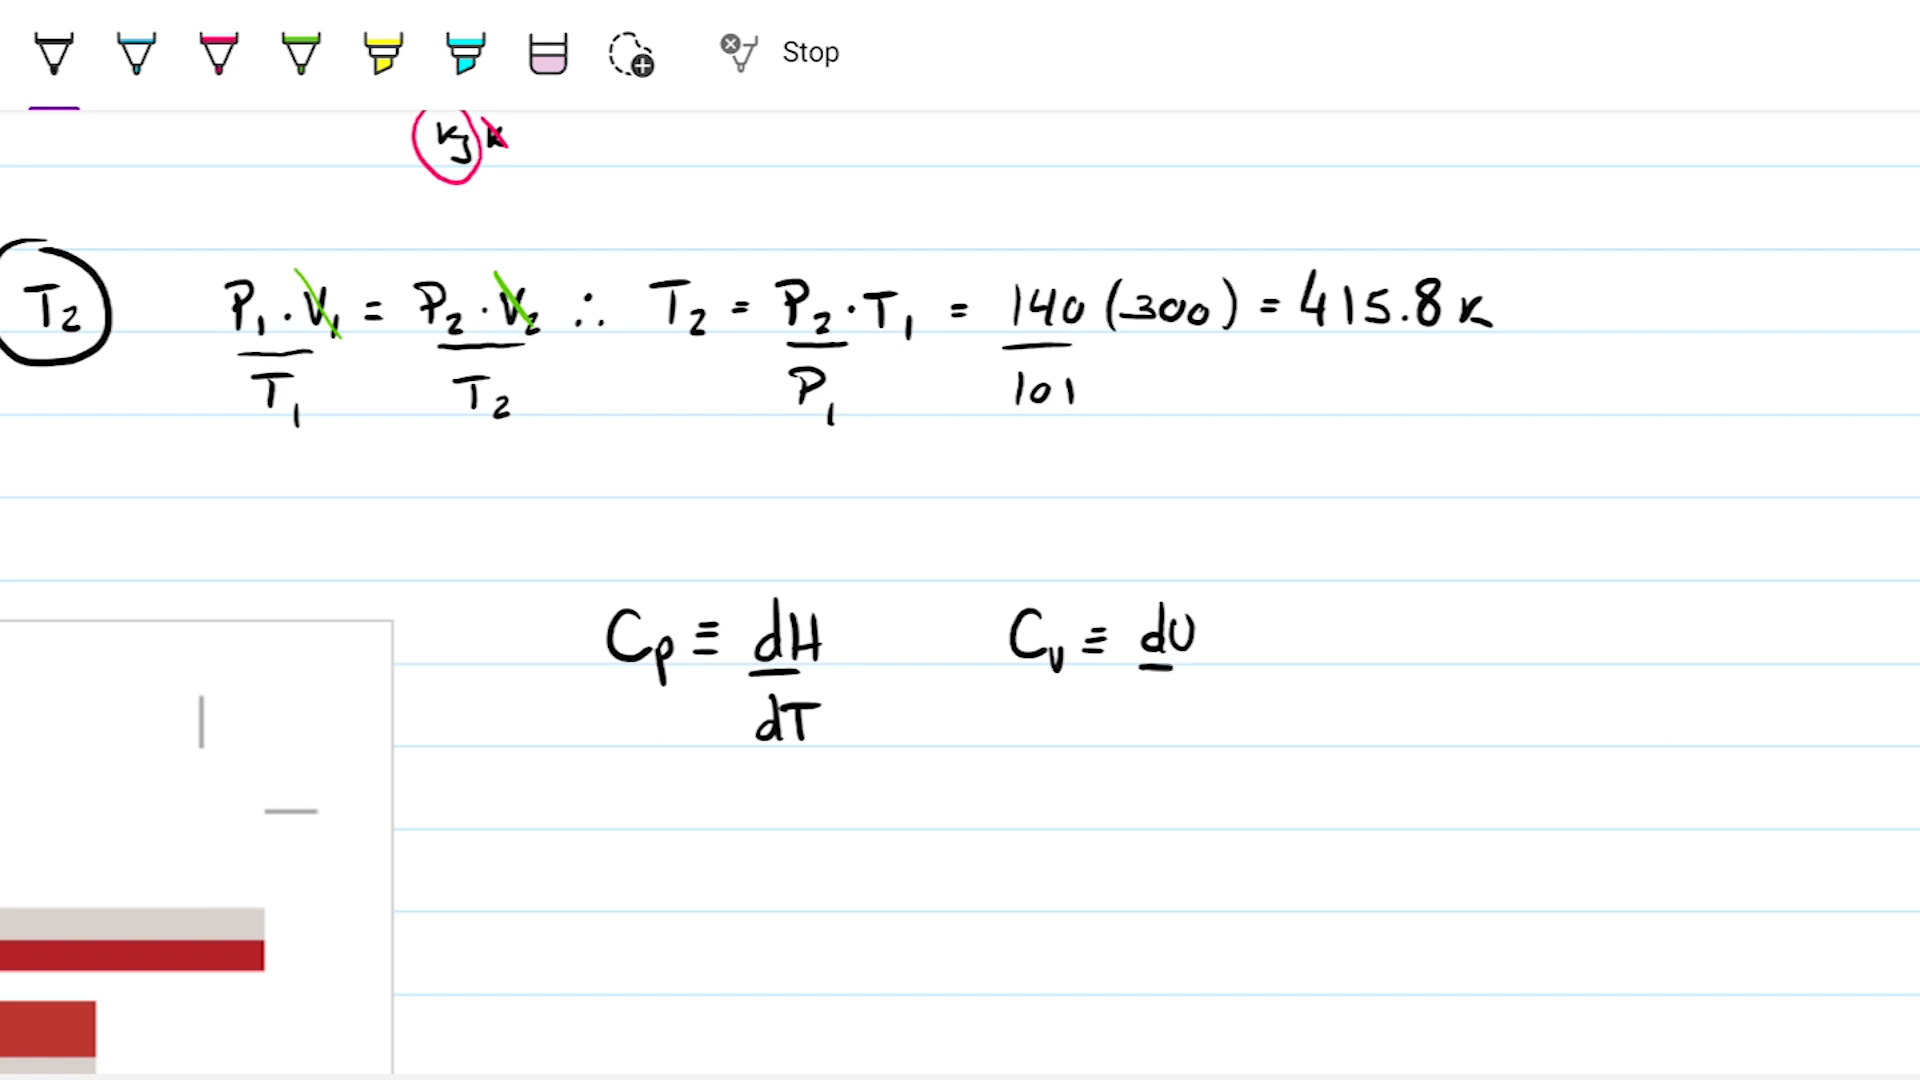 Stop
kg K
T₂ P₁·V₁/T₁ = P₂·V₂/T₂ ∴ T₂ = P₂/P₁·T₁ = 140/101 (300) = 415.8 K
Cp ≡ dH/dT Cv ≡ dU